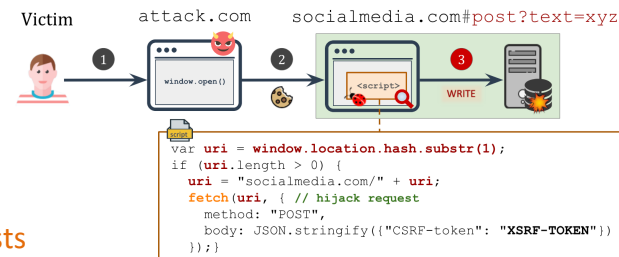 Victim
attack.com
socialmedia.com#post?text=xyz
1
window.open()
2
<script>
3
WRITE
script
var uri = window.location.hash.substr(1);
if (uri.length > 0) {
uri = "socialmedia.com/" + uri;
fetch(uri, { // hijack request
method: "POST",
body: JSON.stringify({"CSRF-token": "XSRF-TOKEN"})
});}
sts